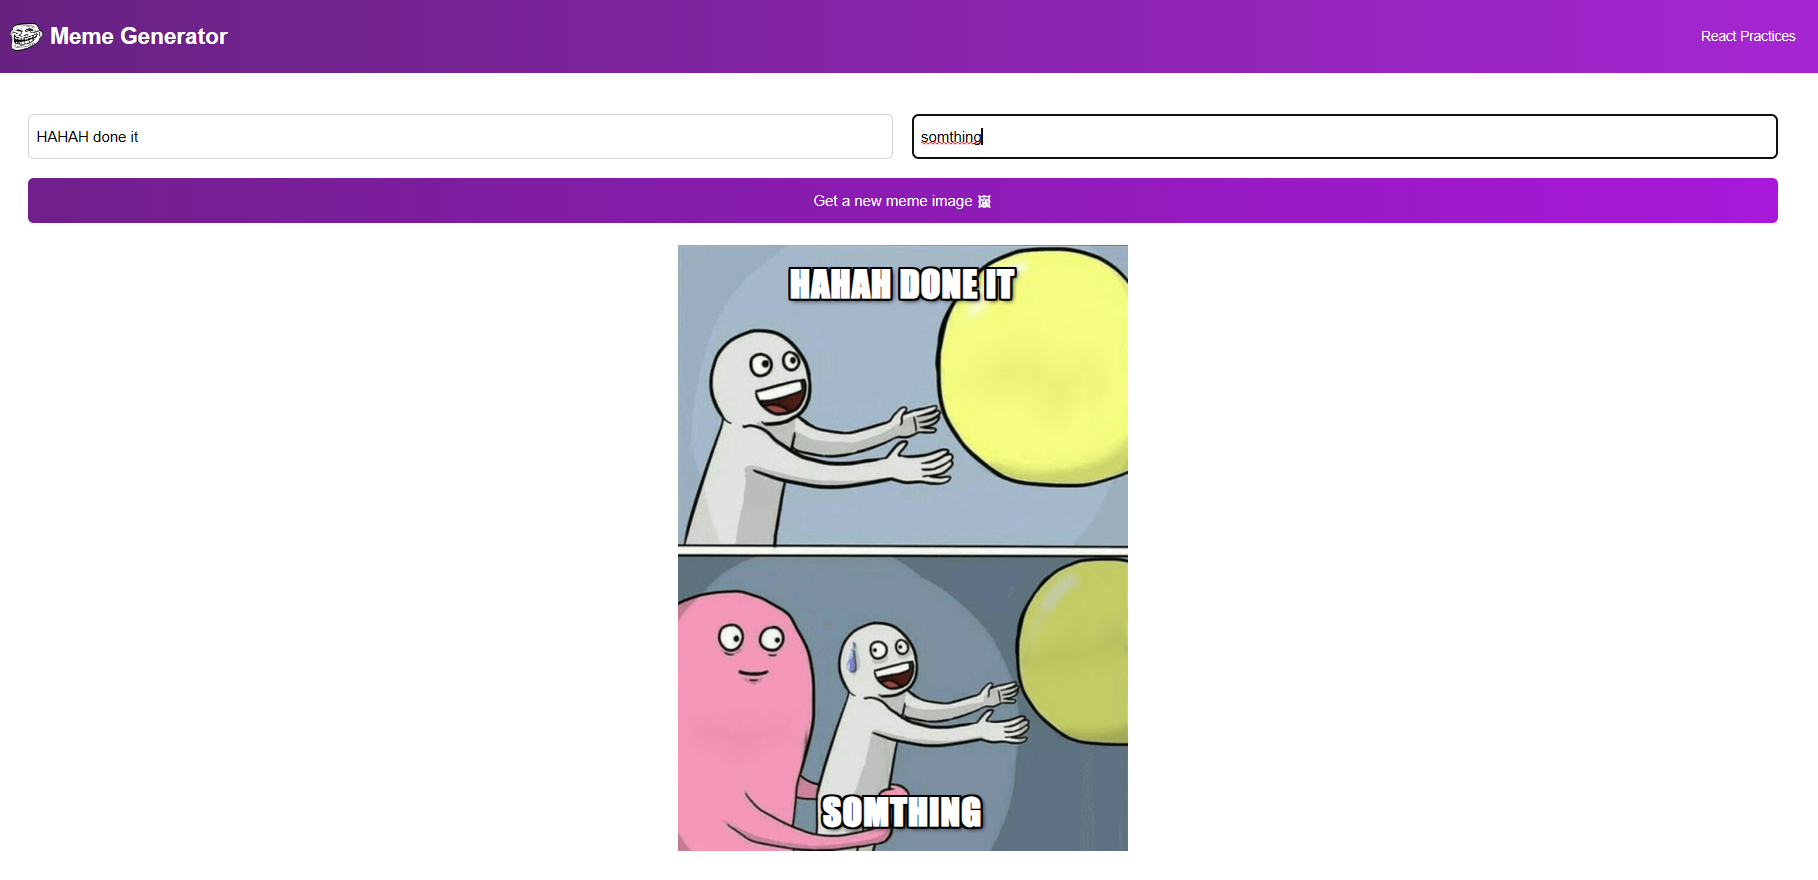 Meme Generator
React Practices
HAHAH done it
somthing
Get a new meme image 🖼
HAHAH DONE IT
SOMTHING